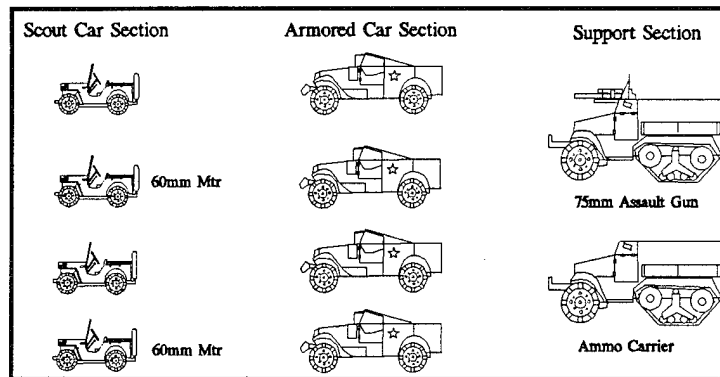 Scout Car Section
Armored Car Section
Support Section
60mm Mtr
75mm Assault Gun
60mm Mtr
Ammo Carrier